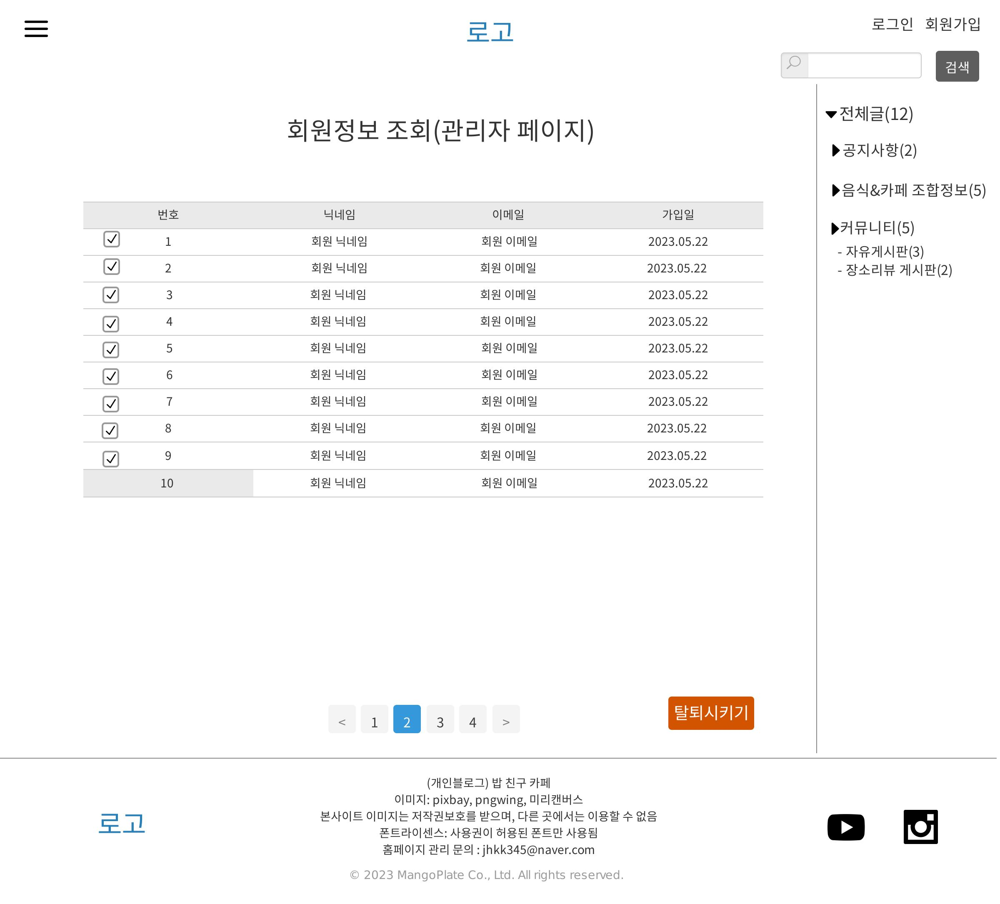 로고
로그인 회원가입
검색
회원정보 조회(관리자 페이지)
번호 닉네임 이메일 가입일
1 회원 닉네임 회원 이메일 2023.05.22
2 회원 닉네임 회원 이메일 2023.05.22
3 회원 닉네임 회원 이메일 2023.05.22
4 회원 닉네임 회원 이메일 2023.05.22
5 회원 닉네임 회원 이메일 2023.05.22
6 회원 닉네임 회원 이메일 2023.05.22
7 회원 닉네임 회원 이메일 2023.05.22
8 회원 닉네임 회원 이메일 2023.05.22
9 회원 닉네임 회원 이메일 2023.05.22
10 회원 닉네임 회원 이메일 2023.05.22
전체글(12)
공지사항(2)
음식&카페 조합정보(5)
커뮤니티(5)
- 자유게시판(3)
- 장소리뷰 게시판(2)
< 1 2 3 4 >
탈퇴시키기
로고
(개인블로그) 밥 친구 카페
이미지: pixbay, pngwing, 미리캔버스
본사이트 이미지는 저작권보호를 받으며, 다른 곳에서는 이용할 수 없음
폰트라이센스: 사용권이 허용된 폰트만 사용됨
홈페이지 관리 문의 : jhkk345@naver.com
© 2023 MangoPlate Co., Ltd. All rights reserved.